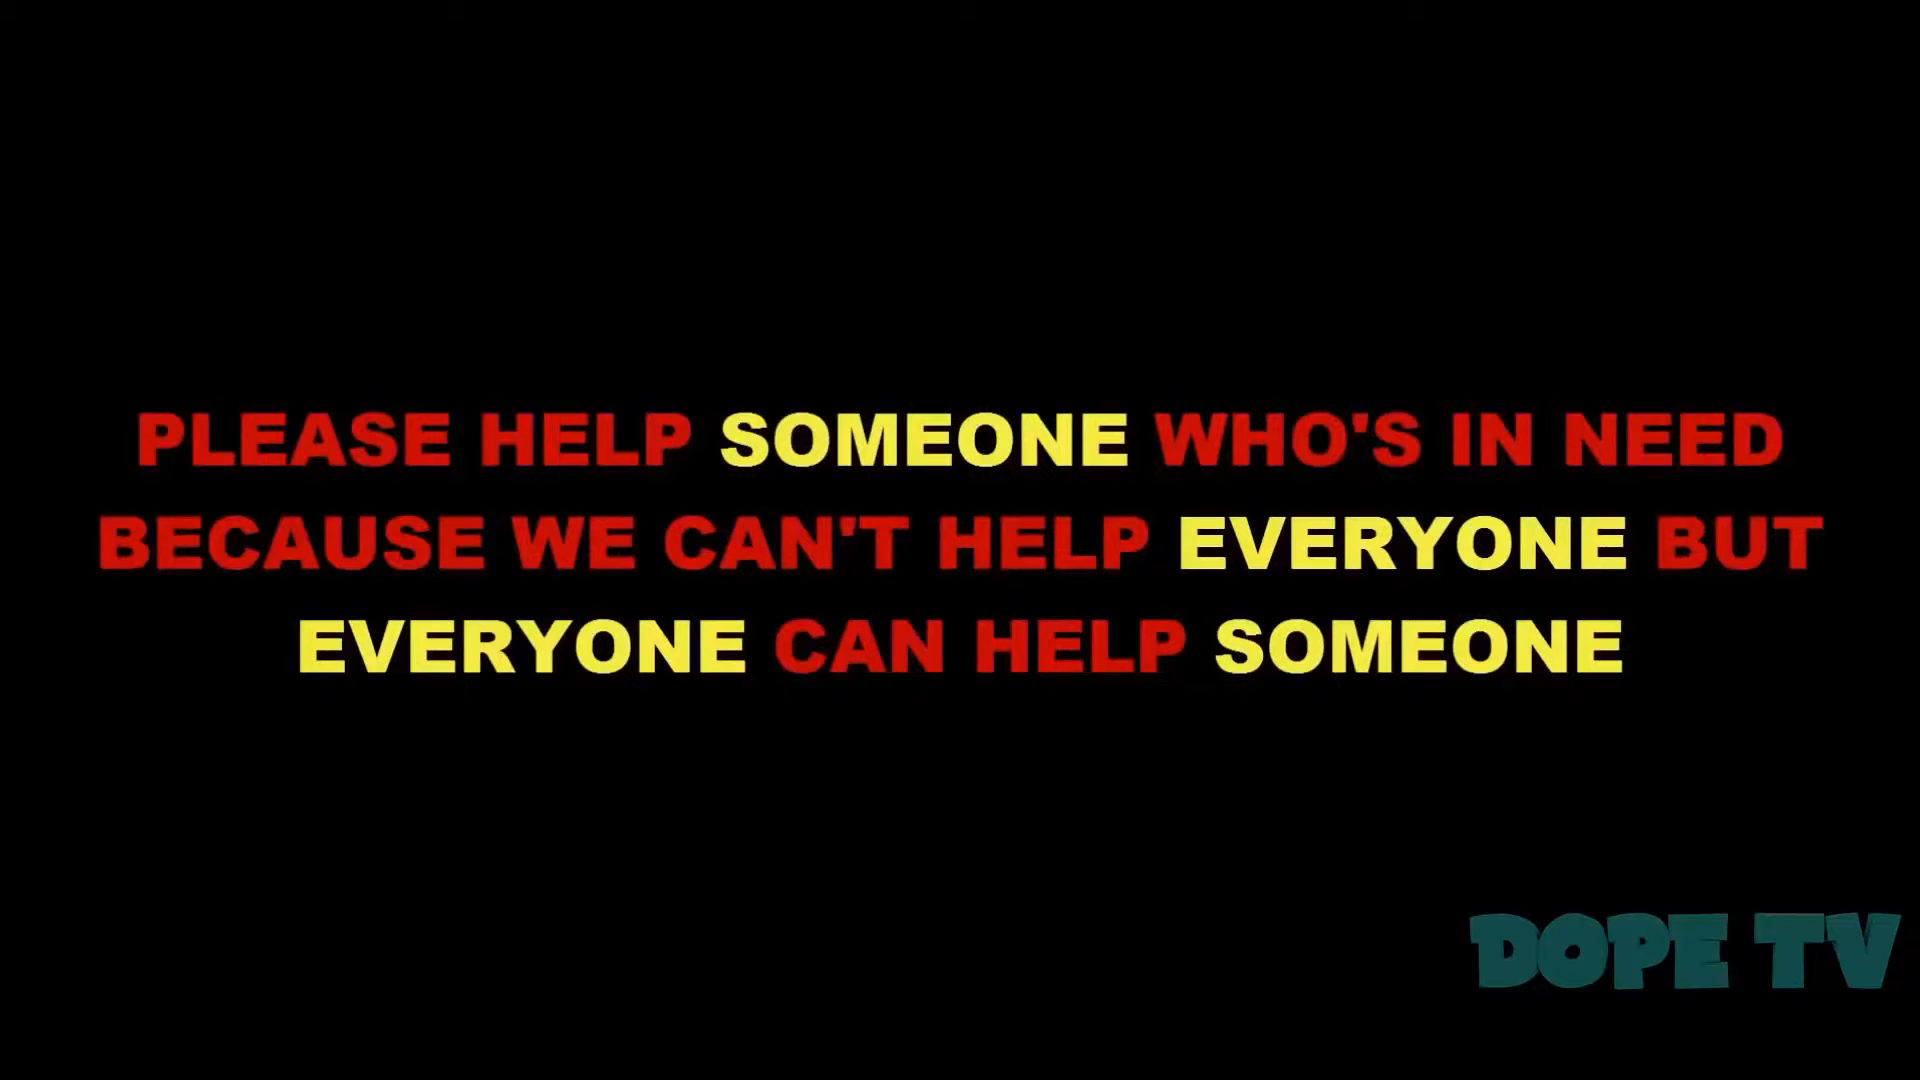 PLEASE HELP SOMEONE WHO'S IN NEED
BECAUSE WE CAN'T HELP EVERYONE BUT
EVERYONE CAN HELP SOMEONE
DOPE TV